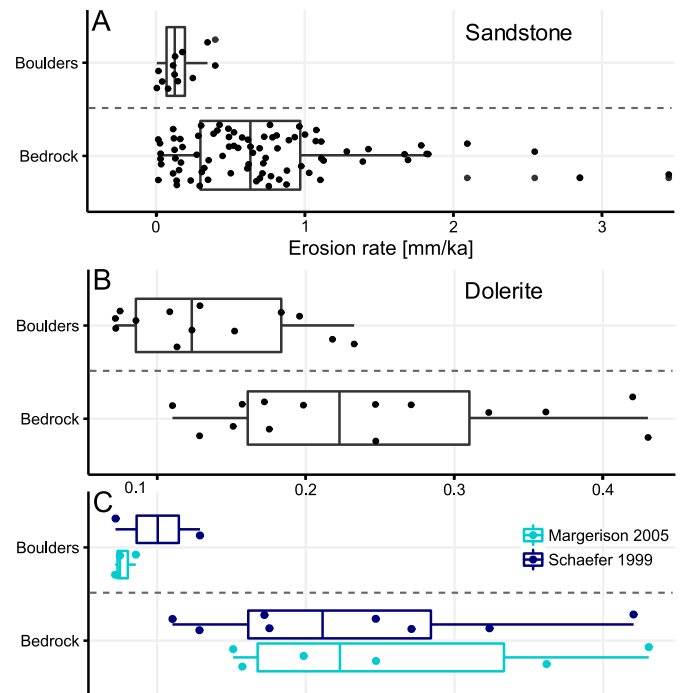 A
Sandstone
Boulders
Bedrock
0 1 2 3
Erosion rate [mm/ka]
B
Dolerite
Boulders
Bedrock
0.1 0.2 0.3 0.4
C
Boulders
Margerison 2005
Schaefer 1999
Bedrock